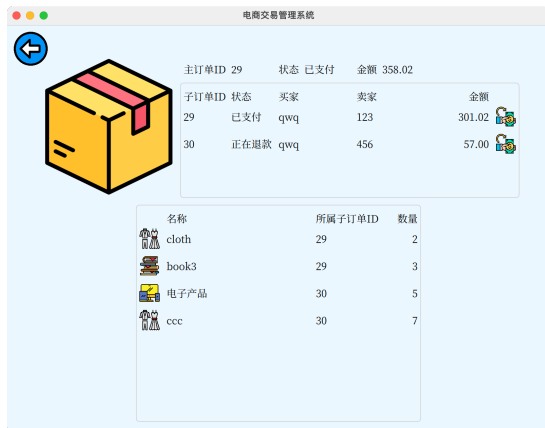 电商交易管理系统
主订单ID 29 状态 已支付 金额 358.02
子订单ID 状态 买家 卖家 金额
29 已支付 qwq 123 301.02
30 正在退款 qwq 456 57.00
名称 所属子订单ID 数量
cloth 29 2
book3 29 3
电子产品 30 5
ccc 30 7